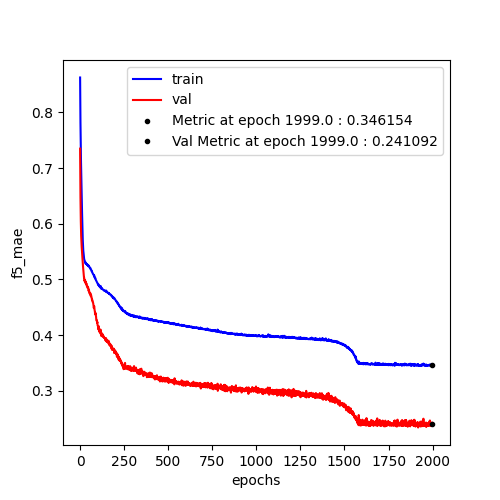 train
val
Metric at epoch 1999.0 : 0.346154
Val Metric at epoch 1999.0 : 0.241092
0.8
0.7
0.6
0.5
0.4
0.3
f5_mae
0 250 500 750 1000 1250 1500 1750 2000
epochs